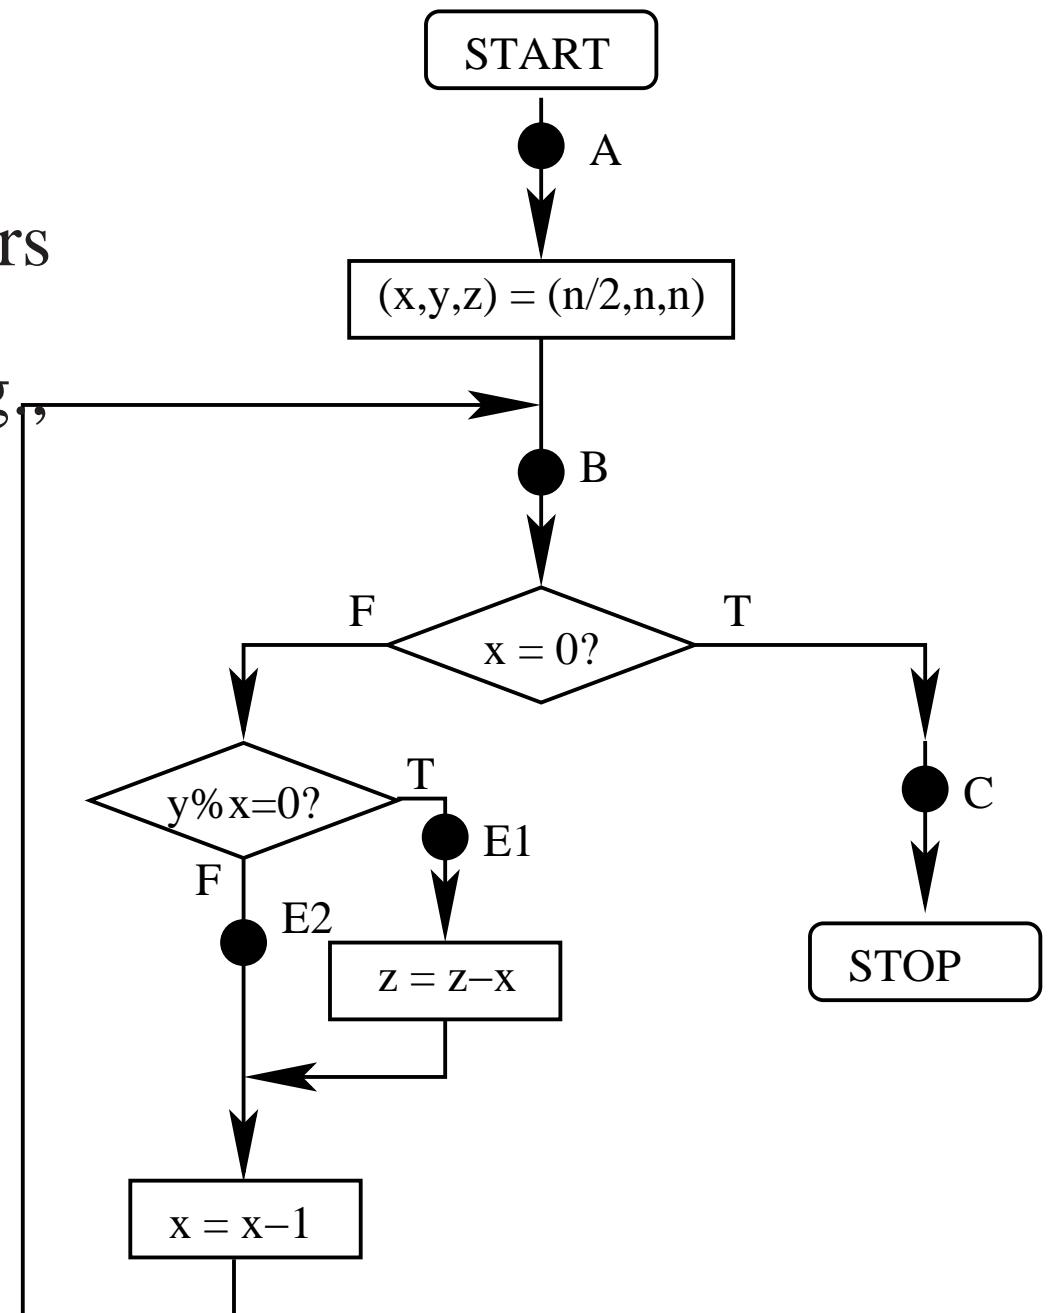 START
A
rs
(x,y,z) = (n/2,n,n)
g.,
B
F
T
x = 0?
T
y%x=0?
C
E1
F
E2
z = z−x
STOP
x = x−1